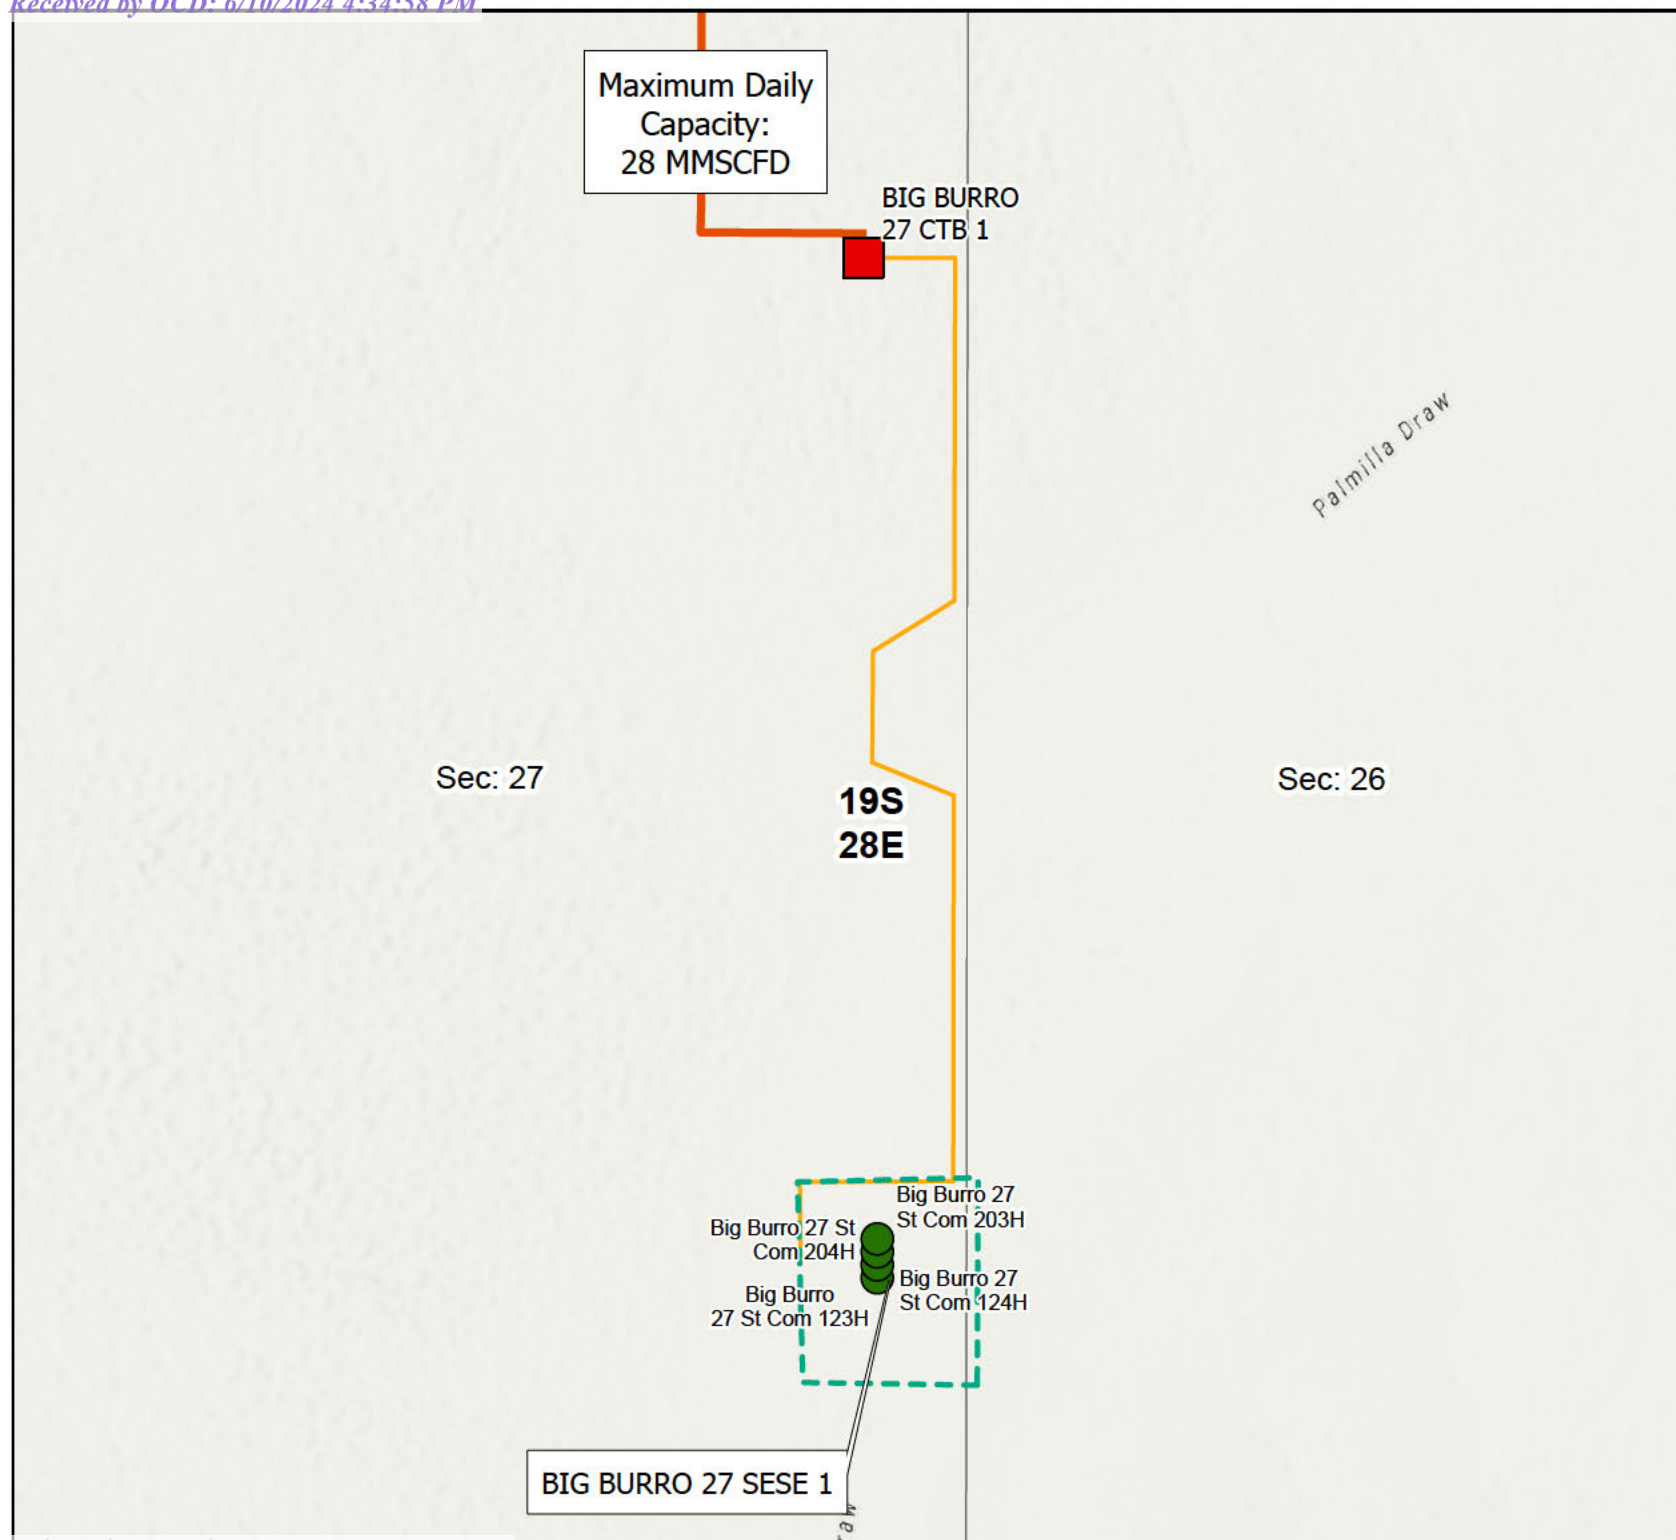 Received by OCD: 6/10/2024 4:34:58 PM
Maximum Daily
Capacity:
28 MMSCFD
BIG BURRO
27 CTB 1
Palmilla Draw
Sec: 27
Sec: 26
19S
28E
Big Burro 27
St Com 203H
Big Burro 27 St
Com 204H
Big Burro 27
St Com 124H
Big Burro
27 St Com 123H
BIG BURRO 27 SESE 1